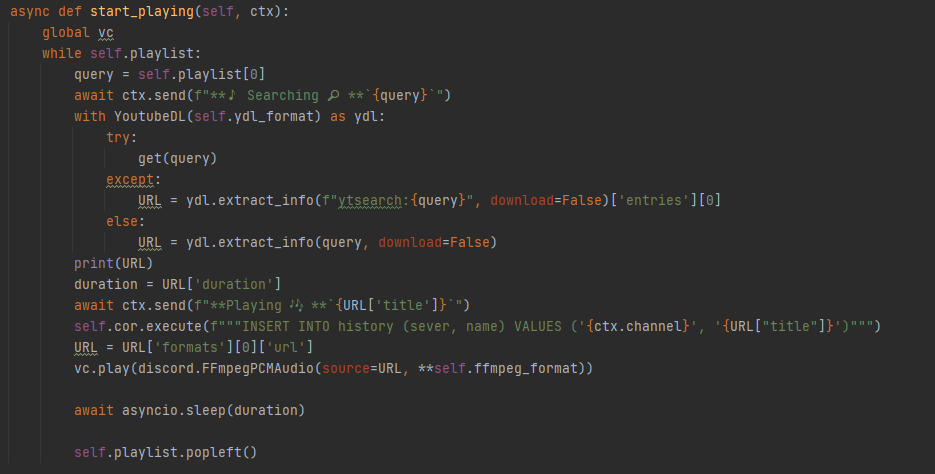 async def start_playing(self, ctx):
    global vc
    while self.playlist:
        query = self.playlist[0]
        await ctx.send(f"**♪ Searching 🔎 **`{query}`")
        with YoutubeDL(self.ydl_format) as ydl:
            try:
                get(query)
            except:
                URL = ydl.extract_info(f"ytsearch:{query}", download=False)['entries'][0]
            else:
                URL = ydl.extract_info(query, download=False)
        print(URL)
        duration = URL['duration']
        await ctx.send(f"**Playing 🎶 **`{URL['title']}`")
        self.cor.execute(f"""INSERT INTO history (sever, name) VALUES ('{ctx.channel}', '{URL["title"]}')""")
        URL = URL['formats'][0]['url']
        vc.play(discord.FFmpegPCMAudio(source=URL, **self.ffmpeg_format))
        await asyncio.sleep(duration)
        self.playlist.popleft()